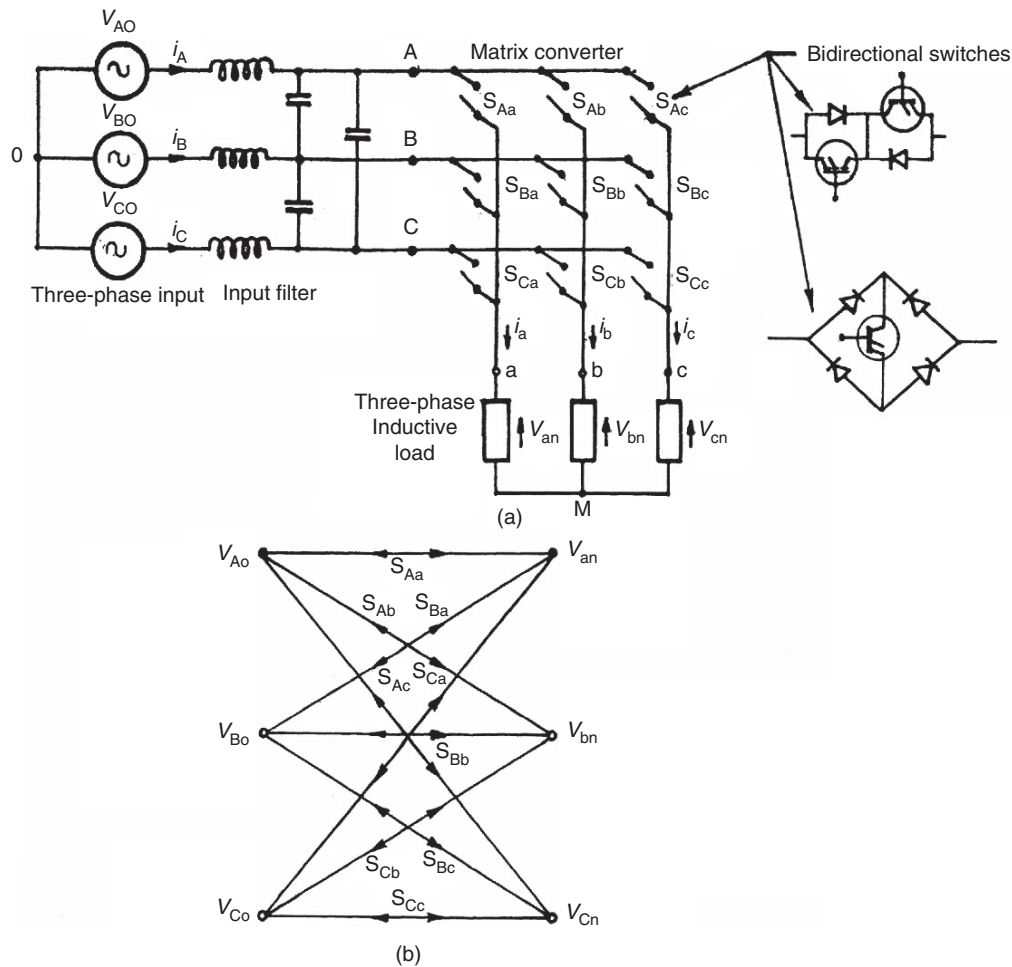 V_AO
i_A
A
Matrix converter
Bidirectional switches
S_Aa
S_Ab
S_Ac
V_BO
i_B
B
0
S_Ba
S_Bb
S_Bc
V_CO
i_C
C
Three-phase input
Input filter
S_Ca
S_Cb
S_Cc
i_a
i_b
i_c
a
b
c
Three-phase
Inductive
load
V_an
V_bn
V_cn
M
(a)
V_Ao
S_Aa
V_an
S_Ab
S_Ba
S_Ac
S_Ca
V_Bo
S_Bb
V_bn
S_Cb
S_Bc
V_Co
S_Cc
V_Cn
(b)